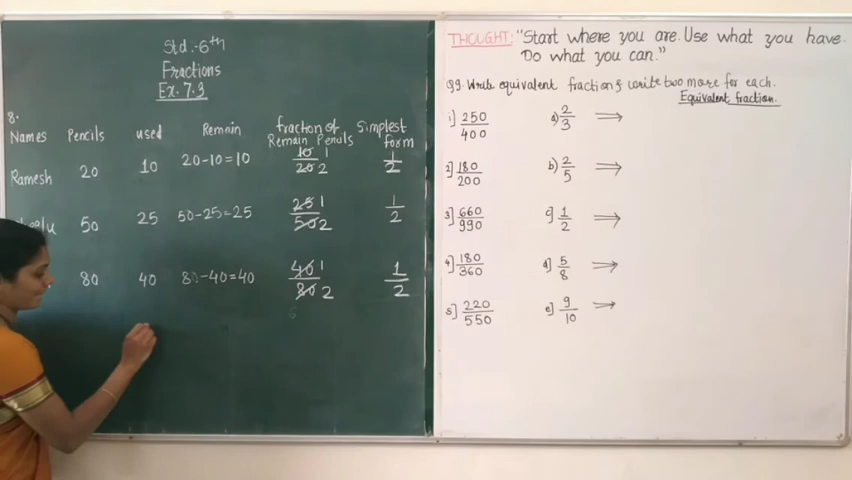 Std.-6th
Fractions
Ex. 7.3
8.
Names Pencils used Remain fraction of Remain Pencils Simplest form
Ramesh 20 10 20-10=10 10/20 1/2 1/2
50 25 50-25=25 25/50 1/2 1/2
80 40 80-40=40 40/80 1/2 1/2
THOUGHT: "Start where you are. Use what you have.
Do what you can."
Q9. Write equivalent fraction & write two more for each.
Equivalent fraction.
1] 250/400 a) 2/3 ⇒
2] 180/200 b) 2/5 ⇒
3] 660/990 c] 1/2 ⇒
4] 180/360 d] 5/8 ⇒
5] 220/550 e] 9/10 ⇒